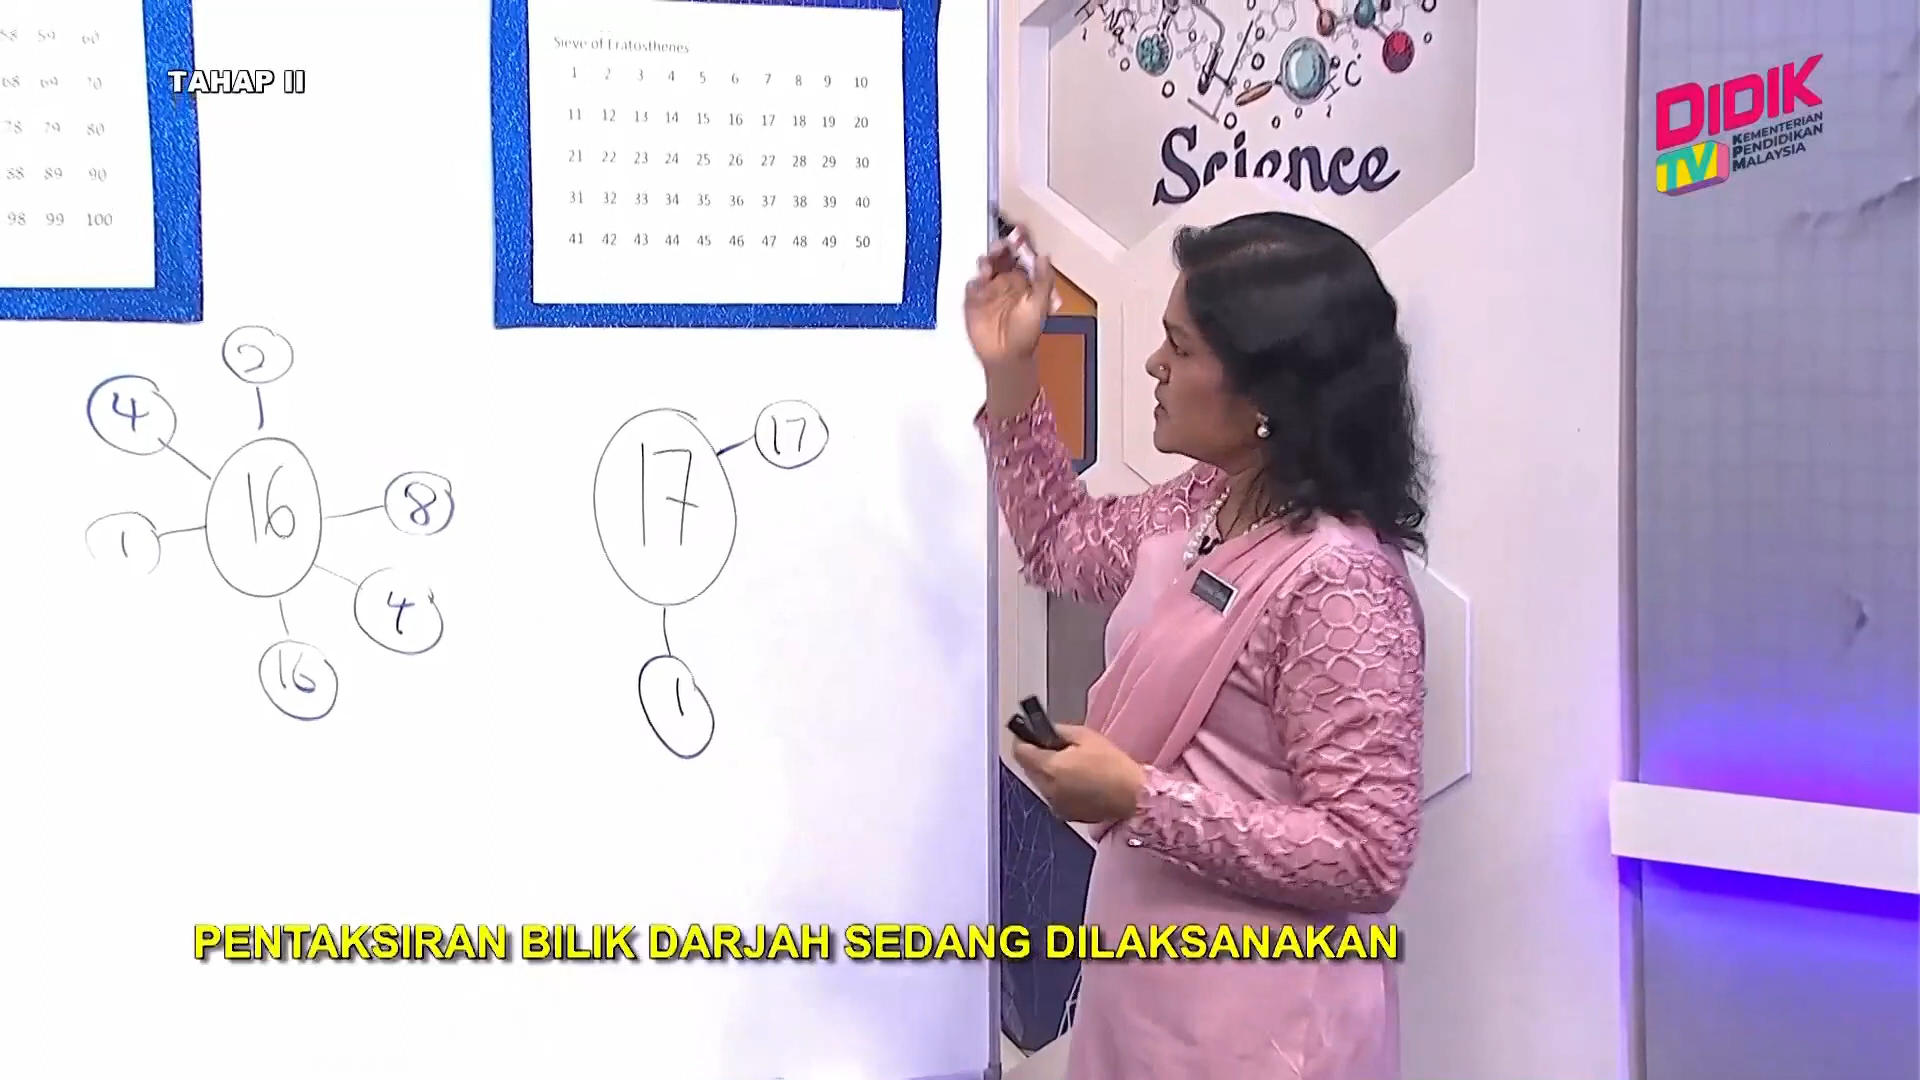 TAHAP II
58 59 60
68 69 70
78 79 80
88 89 90
98 99 100
Sieve of Eratosthenes
1 2 3 4 5 6 7 8 9 10
11 12 13 14 15 16 17 18 19 20
21 22 23 24 25 26 27 28 29 30
31 32 33 34 35 36 37 38 39 40
41 42 43 44 45 46 47 48 49 50
Science
DIDIK
TV
KEMENTERIAN
PENDIDIKAN
MALAYSIA
2
4
16
8
1
4
16
17
17
1
PENTAKSIRAN BILIK DARJAH SEDANG DILAKSANAKAN